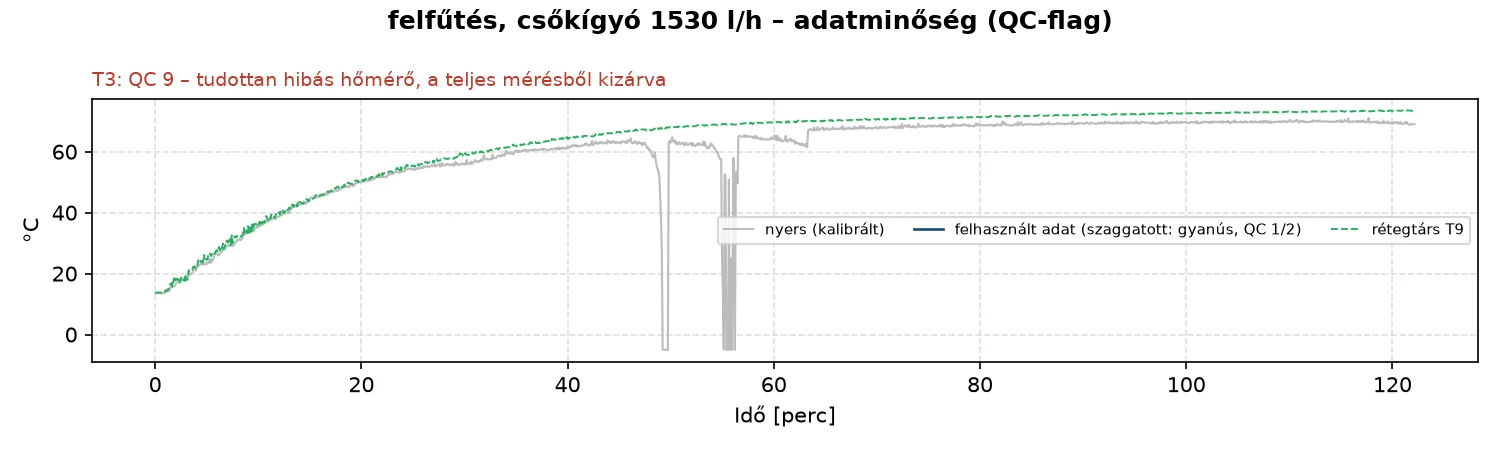 felfűtés, csőkígyó 1530 l/h – adatminőség (QC-flag)
T3: QC 9 – tudottan hibás hőmérő, a teljes mérésből kizárva
60
40
20
0
°C
nyers (kalibrált)
felhasznált adat (szaggatott: gyanús, QC 1/2)
rétegtárs T9
0
20
40
60
80
100
120
Idő [perc]